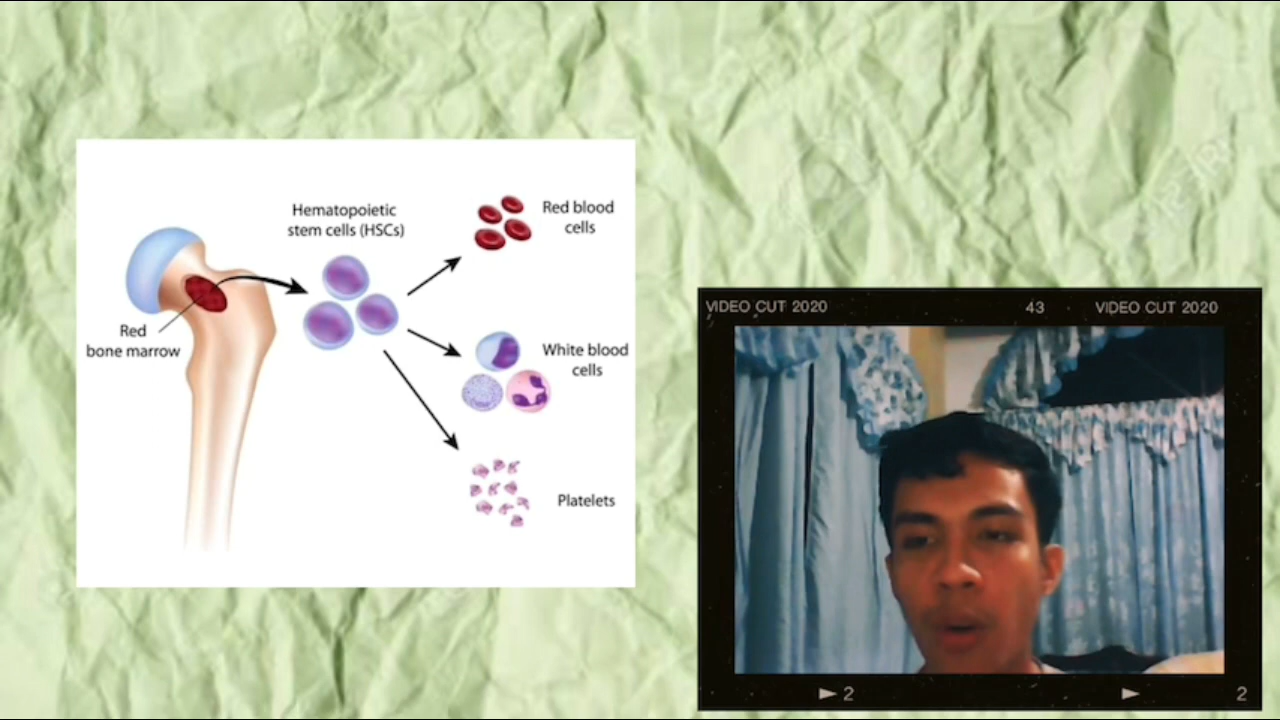 Hematopoietic
stem cells (HSCs)
Red blood
cells
Red
bone marrow
White blood
cells
Platelets
VIDEO CUT 2020 43 VIDEO CUT 2020
2 2